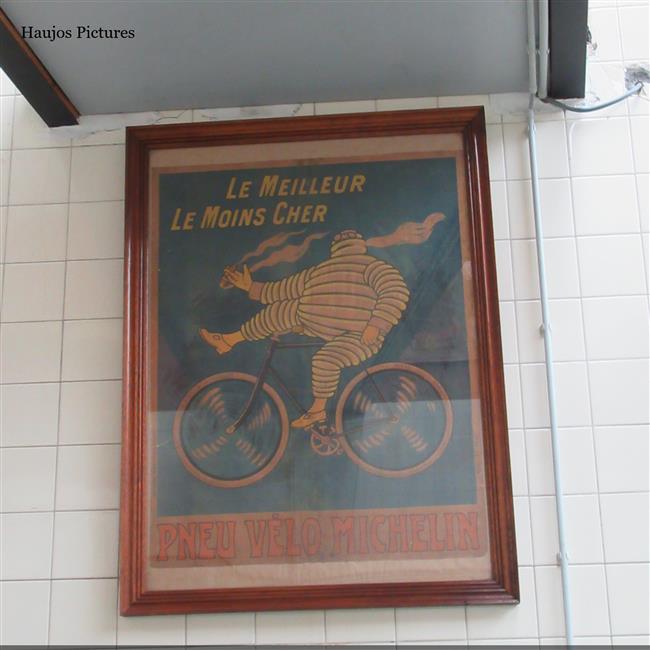 Haujos Pictures
LE MEILLEUR
LE MOINS CHER
PNEU VÉLO MICHELIN